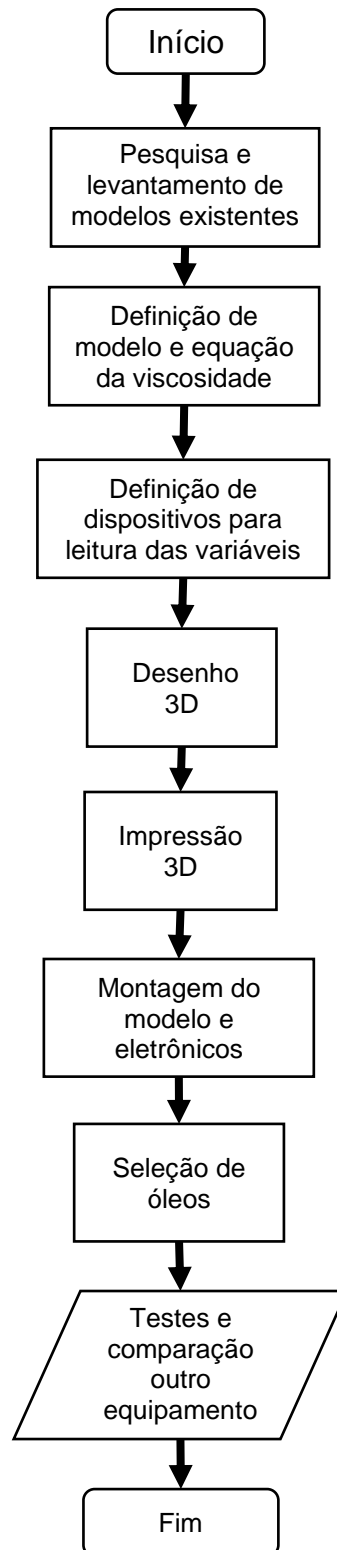 Início
Pesquisa e
levantamento de
modelos existentes
Definição de
modelo e equação
da viscosidade
Definição de
dispositivos para
leitura das variáveis
Desenho
3D
Impressão
3D
Montagem do
modelo e
eletrônicos
Seleção de
óleos
Testes e
comparação
outro
equipamento
Fim